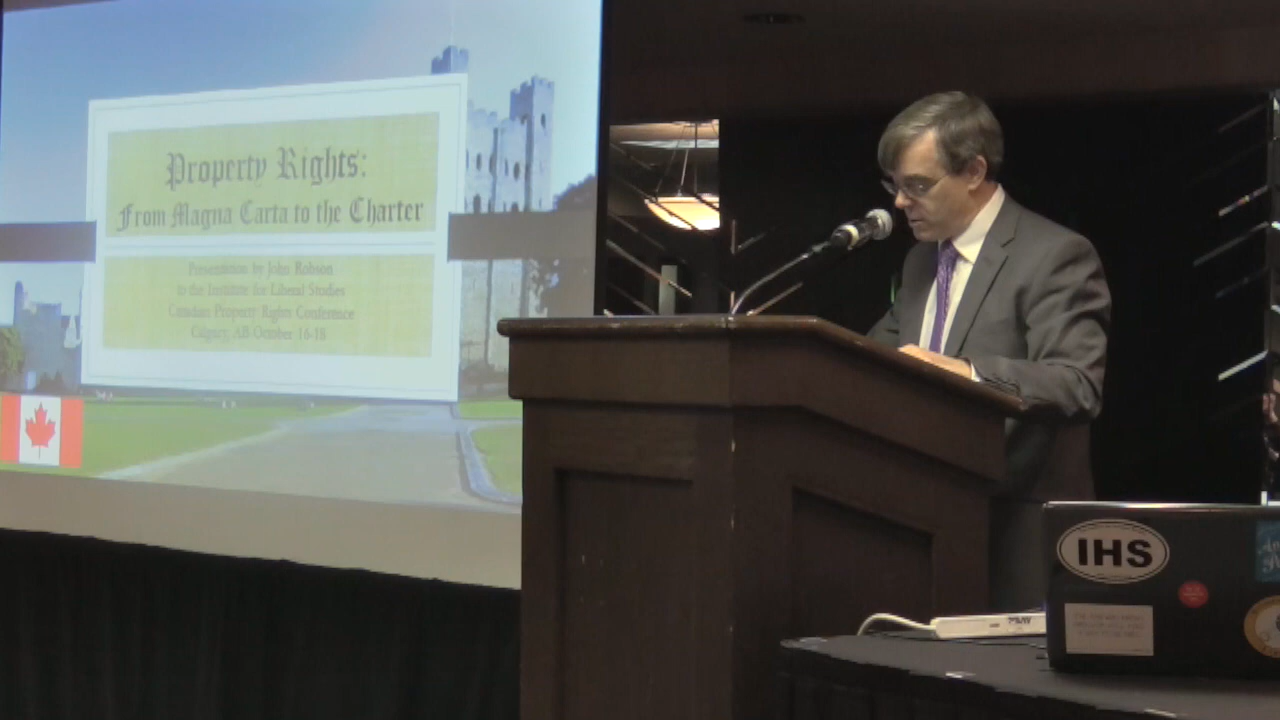 Property Rights:
From Magna Carta to the Charter
Presentation by John Robson
to the Institute for Liberal Studies
Canadian Property Rights Conference
Calgary, AB October 16-18
IHS